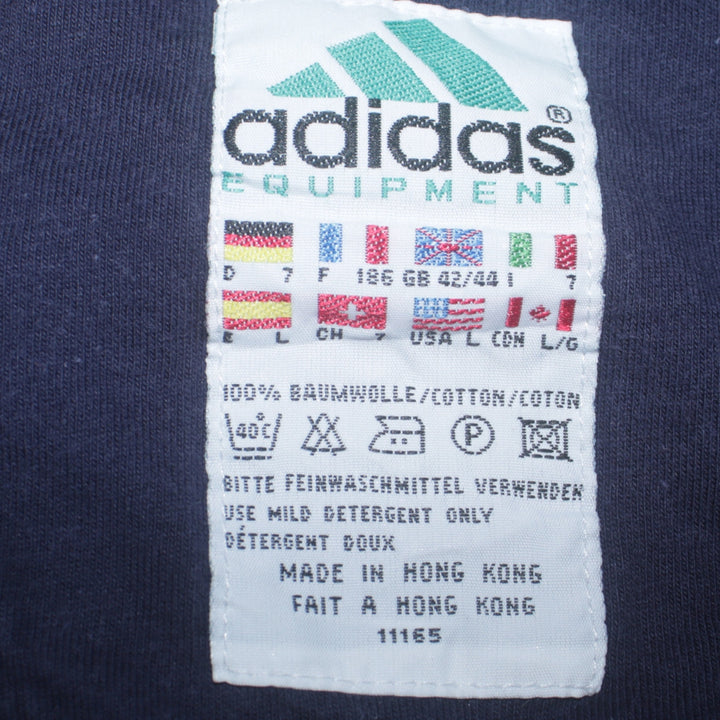 adidas®
EQUIPMENT
D 7 F 186 GB 42/44 I 7
E L CH 7 USA L CDN L/G
100% BAUMWOLLE/COTTON/COTON
40°C P
BITTE FEINWASCHMITTEL VERWENDEN
USE MILD DETERGENT ONLY
DÉTERGENT DOUX
MADE IN HONG KONG
FAIT A HONG KONG
11165